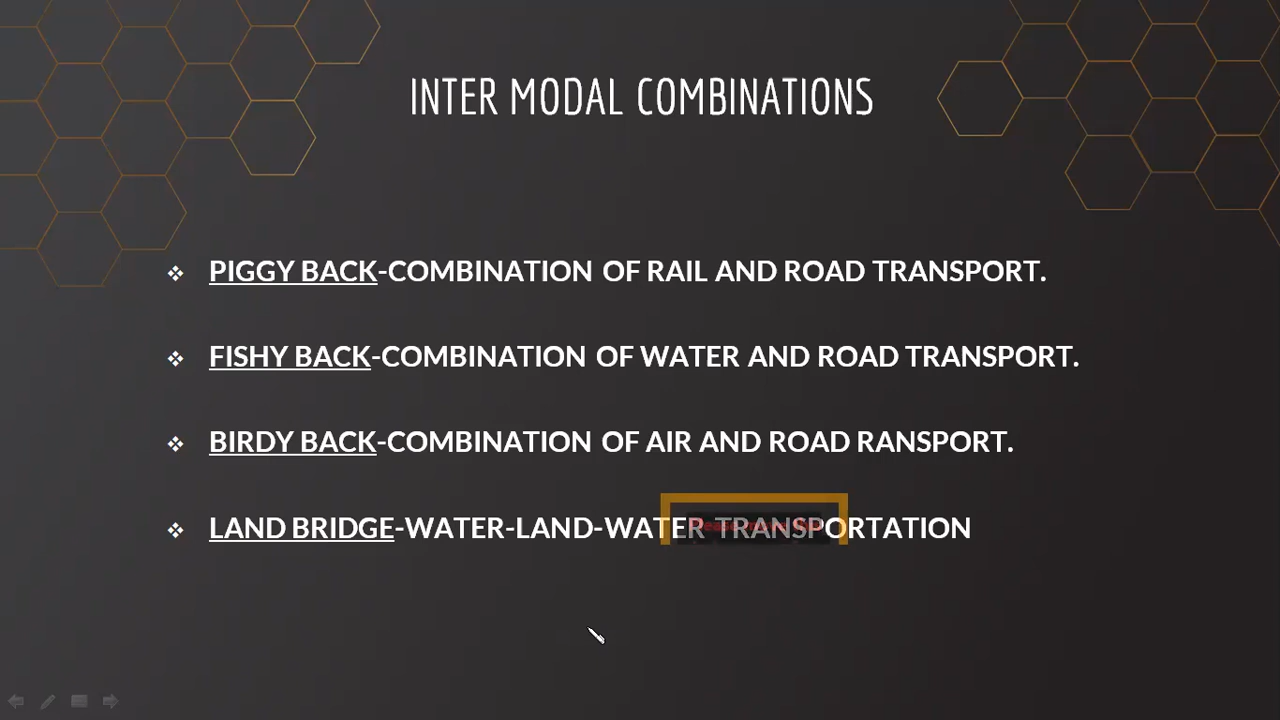 INTER MODAL COMBINATIONS
PIGGY BACK-COMBINATION OF RAIL AND ROAD TRANSPORT.
FISHY BACK-COMBINATION OF WATER AND ROAD TRANSPORT.
BIRDY BACK-COMBINATION OF AIR AND ROAD RANSPORT.
LAND BRIDGE-WATER-LAND-WATER TRANSPORTATION